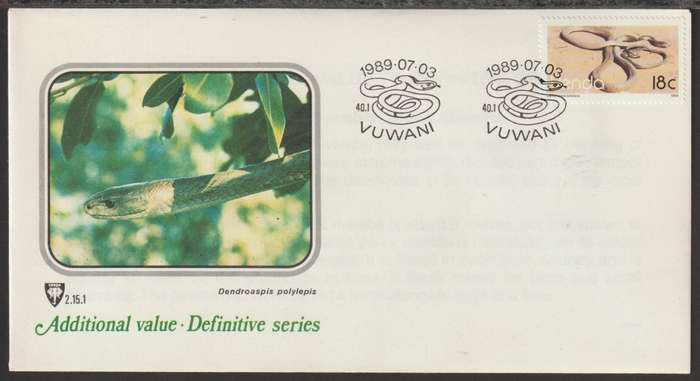 1989·07·03
40.1
VUWANI
1989·07·03
40.1
VUWANI
enda
18c
Dendroaspis polylepis
2.15.1
Additional value · Definitive series